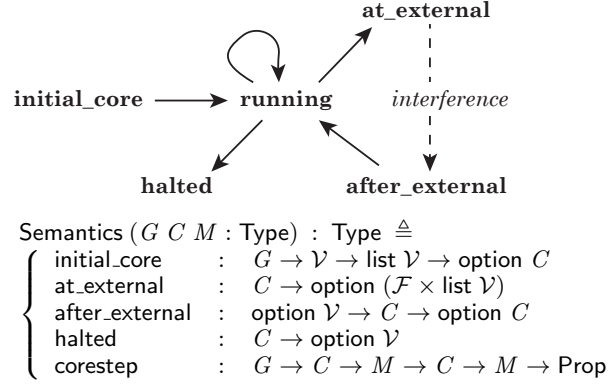 at_external
initial_core running interference
halted after_external
Semantics (G C M : Type) : Type ≜
initial_core : G → 𝒱 → list 𝒱 → option C
at_external : C → option (ℱ × list 𝒱)
after_external : option 𝒱 → C → option C
halted : C → option 𝒱
corestep : G → C → M → C → M → Prop